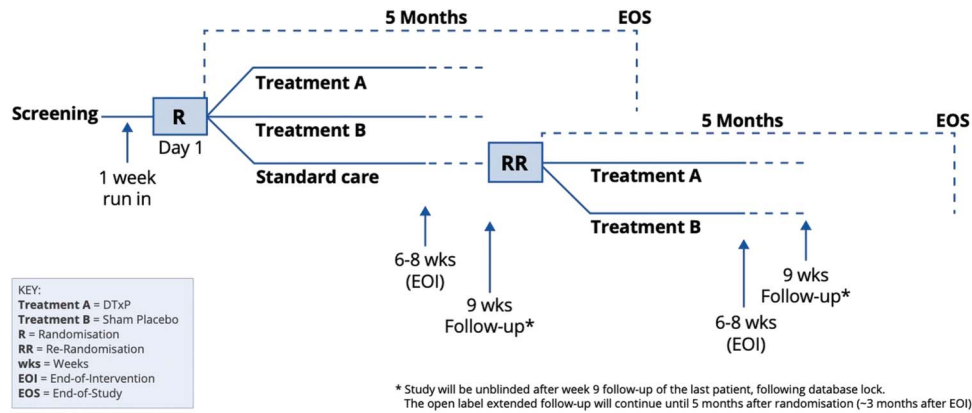 5 Months
EOS
Treatment A
Screening
R
Treatment B
Day 1
5 Months
EOS
1 week
run in
Standard care
RR
Treatment A
Treatment B
6-8 wks
(EOI)
9 wks
Follow-up*
9 wks
Follow-up*
6-8 wks
(EOI)
KEY:
Treatment A = DTxP
Treatment B = Sham Placebo
R = Randomisation
RR = Re-Randomisation
wks = Weeks
EOI = End-of-Intervention
EOS = End-of-Study
* Study will be unblinded after week 9 follow-up of the last patient, following database lock.
The open label extended follow-up will continue until 5 months after randomisation (~3 months after EOI)